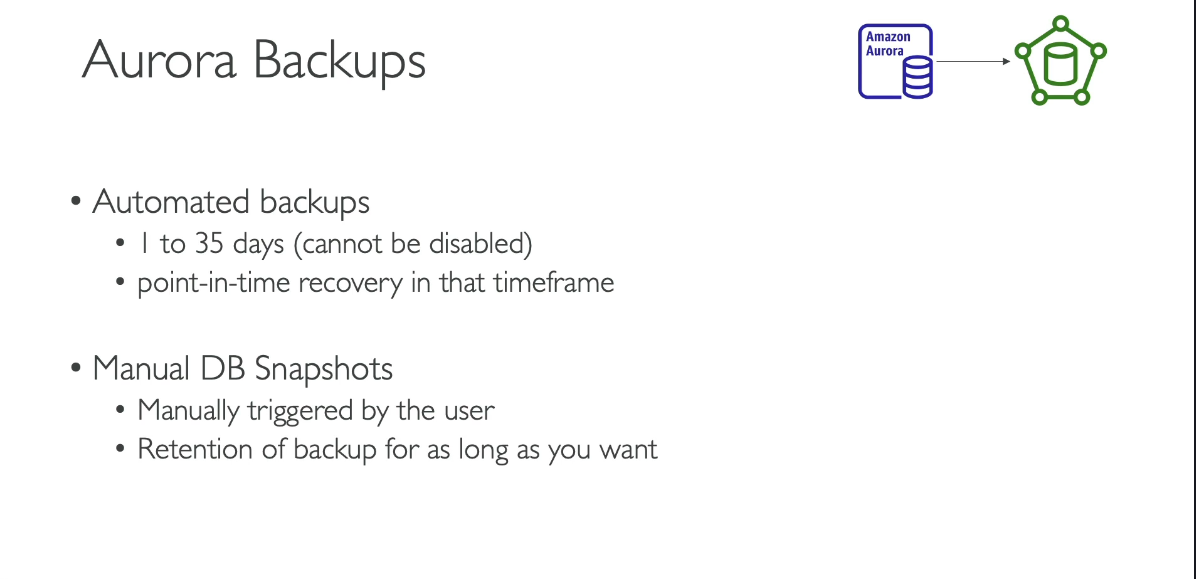 Aurora Backups
Amazon
Aurora
• Automated backups
• 1 to 35 days (cannot be disabled)
• point-in-time recovery in that timeframe
• Manual DB Snapshots
• Manually triggered by the user
• Retention of backup for as long as you want